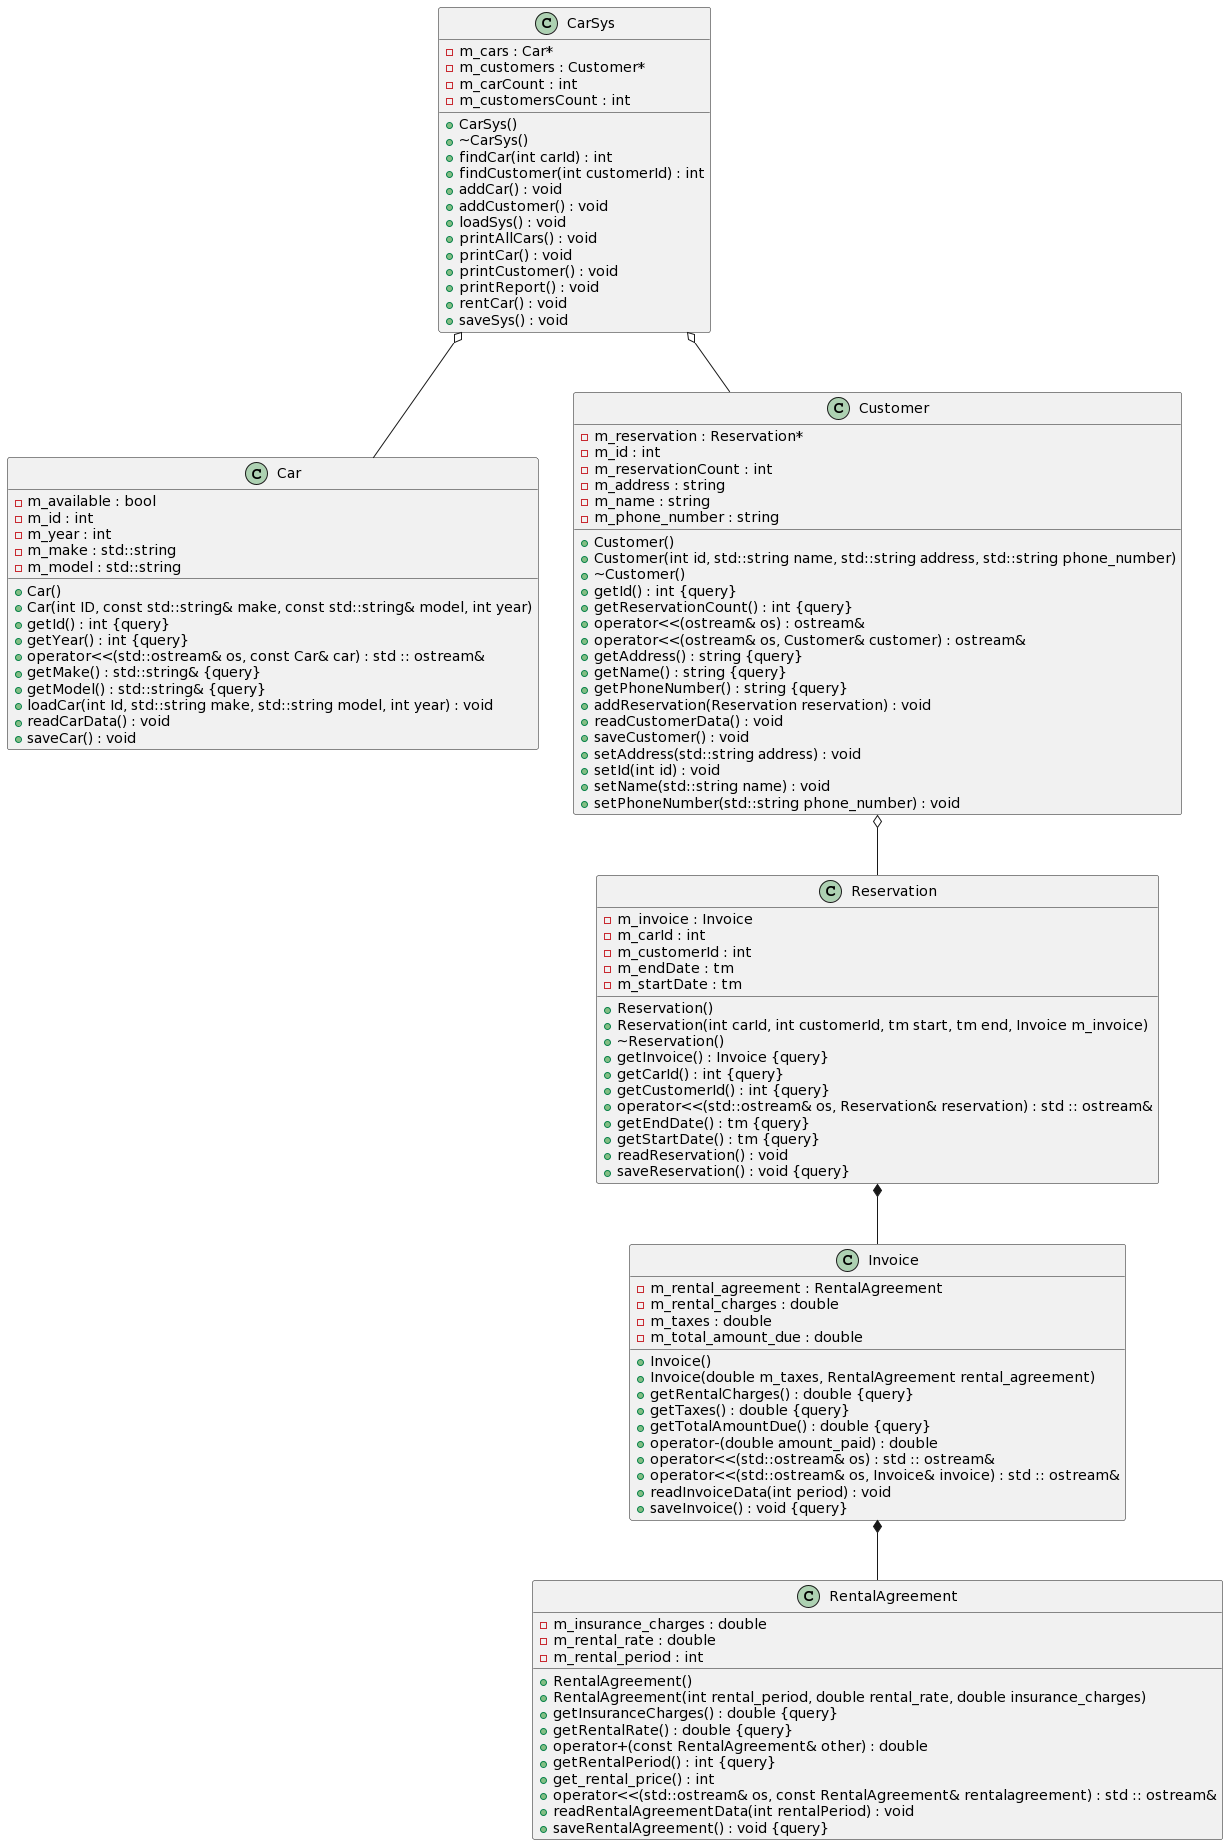 C CarSys
m_cars : Car*
m_customers : Customer*
m_carCount : int
m_customersCount : int
CarSys()
~CarSys()
findCar(int carId) : int
findCustomer(int customerId) : int
addCar() : void
addCustomer() : void
loadSys() : void
printAllCars() : void
printCar() : void
printCustomer() : void
printReport() : void
rentCar() : void
saveSys() : void
C Car
m_available : bool
m_id : int
m_year : int
m_make : std::string
m_model : std::string
Car()
Car(int ID, const std::string& make, const std::string& model, int year)
getId() : int {query}
getYear() : int {query}
operator<<(std::ostream& os, const Car& car) : std :: ostream&
getMake() : std::string& {query}
getModel() : std::string& {query}
loadCar(int Id, std::string make, std::string model, int year) : void
readCarData() : void
saveCar() : void
C Customer
m_reservation : Reservation*
m_id : int
m_reservationCount : int
m_address : string
m_name : string
m_phone_number : string
Customer()
Customer(int id, std::string name, std::string address, std::string phone_number)
~Customer()
getId() : int {query}
getReservationCount() : int {query}
operator<<(ostream& os) : ostream&
operator<<(ostream& os, Customer& customer) : ostream&
getAddress() : string {query}
getName() : string {query}
getPhoneNumber() : string {query}
addReservation(Reservation reservation) : void
readCustomerData() : void
saveCustomer() : void
setAddress(std::string address) : void
setId(int id) : void
setName(std::string name) : void
setPhoneNumber(std::string phone_number) : void
C Reservation
m_invoice : Invoice
m_carId : int
m_customerId : int
m_endDate : tm
m_startDate : tm
Reservation()
Reservation(int carId, int customerId, tm start, tm end, Invoice m_invoice)
~Reservation()
getInvoice() : Invoice {query}
getCarId() : int {query}
getCustomerId() : int {query}
operator<<(std::ostream& os, Reservation& reservation) : std :: ostream&
getEndDate() : tm {query}
getStartDate() : tm {query}
readReservation() : void
saveReservation() : void {query}
C Invoice
m_rental_agreement : RentalAgreement
m_rental_charges : double
m_taxes : double
m_total_amount_due : double
Invoice()
Invoice(double m_taxes, RentalAgreement rental_agreement)
getRentalCharges() : double {query}
getTaxes() : double {query}
getTotalAmountDue() : double {query}
operator-(double amount_paid) : double
operator<<(std::ostream& os) : std :: ostream&
operator<<(std::ostream& os, Invoice& invoice) : std :: ostream&
readInvoiceData(int period) : void
saveInvoice() : void {query}
C RentalAgreement
m_insurance_charges : double
m_rental_rate : double
m_rental_period : int
RentalAgreement()
RentalAgreement(int rental_period, double rental_rate, double insurance_charges)
getInsuranceCharges() : double {query}
getRentalRate() : double {query}
operator+(const RentalAgreement& other) : double
getRentalPeriod() : int {query}
get_rental_price() : int
operator<<(std::ostream& os, const RentalAgreement& rentalagreement) : std :: ostream&
readRentalAgreementData(int rentalPeriod) : void
saveRentalAgreement() : void {query}